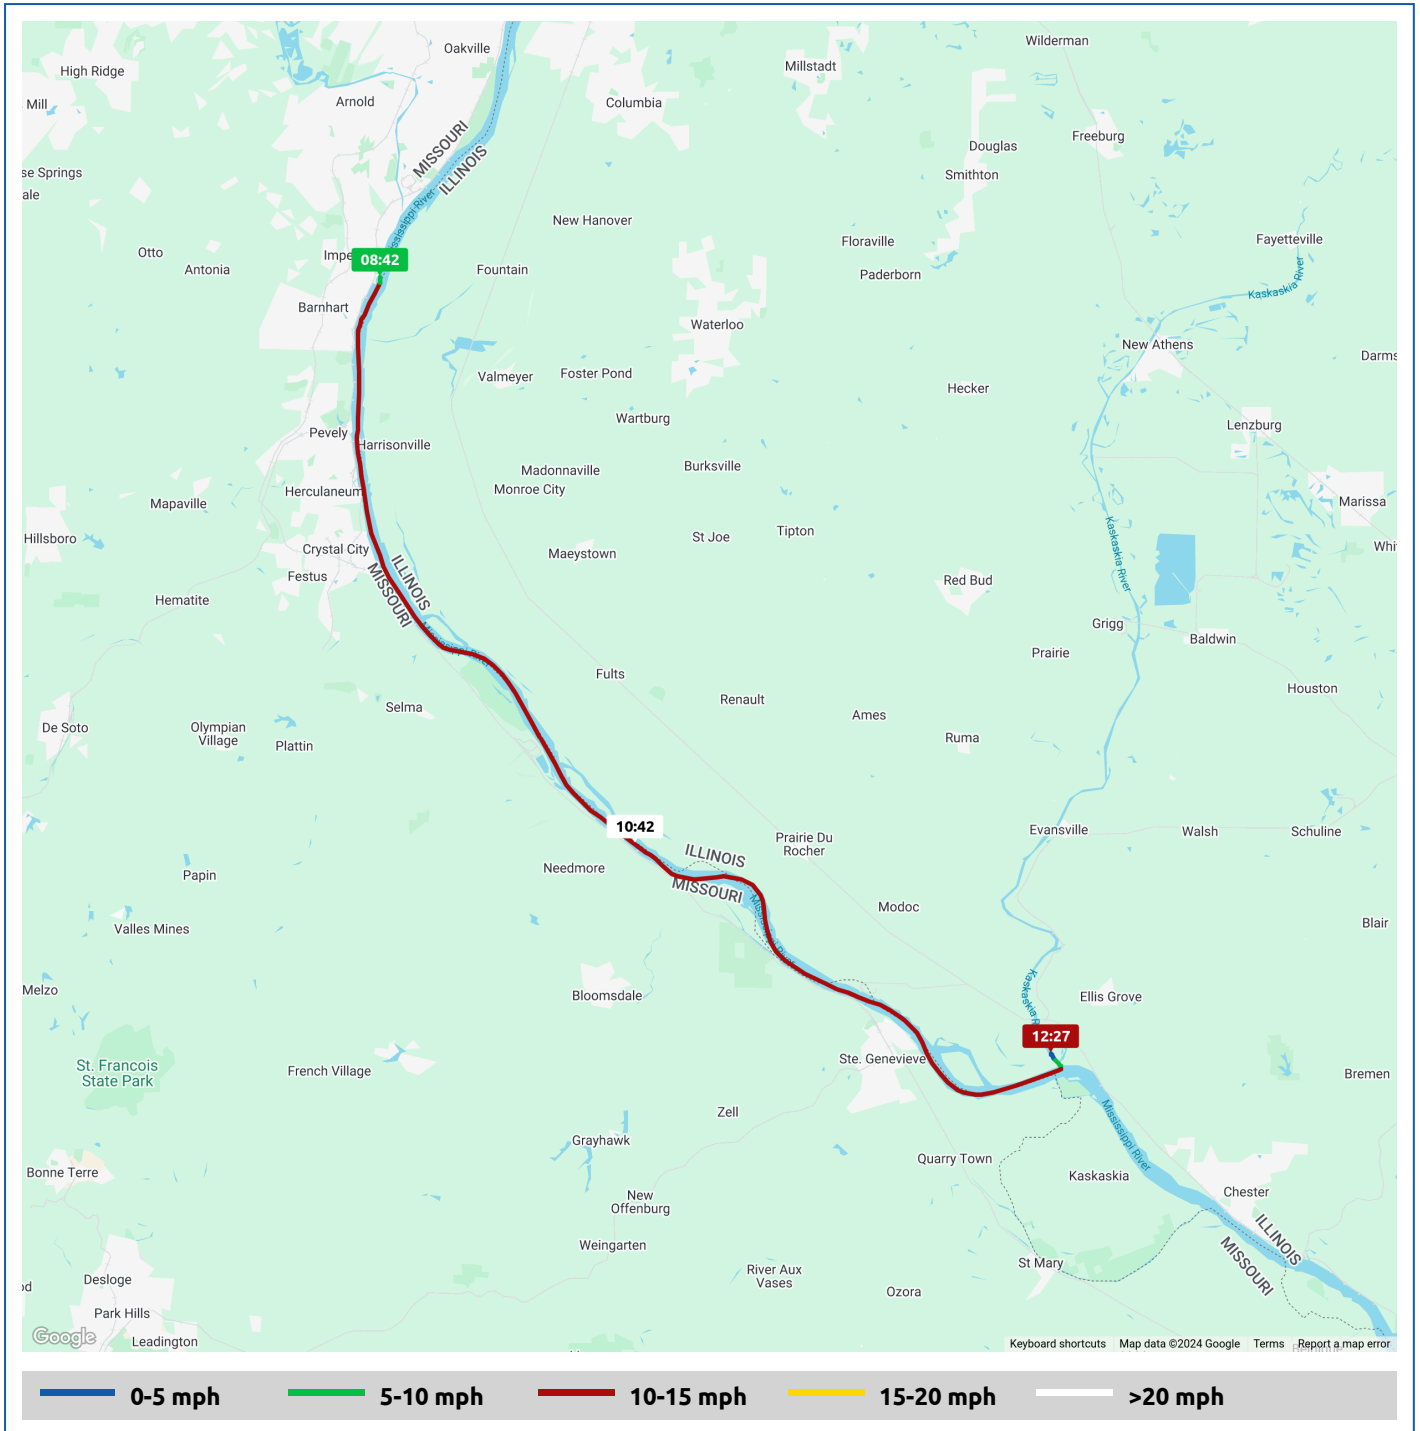 Oakville
Wilderman
High Ridge
Millstadt
Mill
Arnold
Columbia
MISSOURI
ILLINOIS
Freeburg
Douglas
se Springs
Smithton
ale
Mississippi River
New Hanover
Otto
Floraville
Fayetteville
Impe
08:42
Antonia
Fountain
Paderborn
Kaskaskia River
Barnhart
Waterloo
New Athens
Darms
Valmeyer
Foster Pond
Hecker
Wartburg
Lenzburg
Pevely
Harrisonville
Madonnaville
Burksville
Herculaneum
Monroe City
Mapaville
Marissa
Hillsboro
St Joe
Tipton
Kaskaskia River
Whi
Crystal City
Maeystown
ILLINOIS
MISSOURI
Festus
Red Bud
Hematite
Grigg
Baldwin
Mississippi River
Prairie
Fults
Houston
Selma
Renault
Ames
De Soto
Olympian
Village
Plattin
Ruma
10:42
Evansville
Walsh
Schuline
Prairie Du
Rocher
ILLINOIS
MISSOURI
Needmore
Papin
Modoc
Valles Mines
Blair
Melzo
Bloomsdale
Ellis Grove
12:27
Ste. Genevieve
St. Francois
State Park
French Village
Bremen
Zell
Mississippi River
Grayhawk
Quarry Town
Bonne Terre
Kaskaskia
New
Offenburg
Chester
Weingarten
ILLINOIS
MISSOURI
St Mary
River Aux
Vases
Desloge
Ozora
Park Hills
Google
Leadington
Keyboard shortcuts Map data ©2024 Google Terms Report a map error
0-5 mph 5-10 mph 10-15 mph 15-20 mph >20 mph